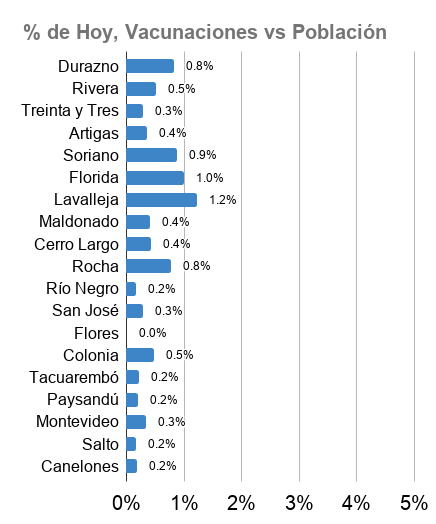 % de Hoy, Vacunaciones vs Población
Durazno 0.8%
Rivera 0.5%
Treinta y Tres 0.3%
Artigas 0.4%
Soriano 0.9%
Florida 1.0%
Lavalleja 1.2%
Maldonado 0.4%
Cerro Largo 0.4%
Rocha 0.8%
Río Negro 0.2%
San José 0.3%
Flores 0.0%
Colonia 0.5%
Tacuarembó 0.2%
Paysandú 0.2%
Montevideo 0.3%
Salto 0.2%
Canelones 0.2%
0% 1% 2% 3% 4% 5%